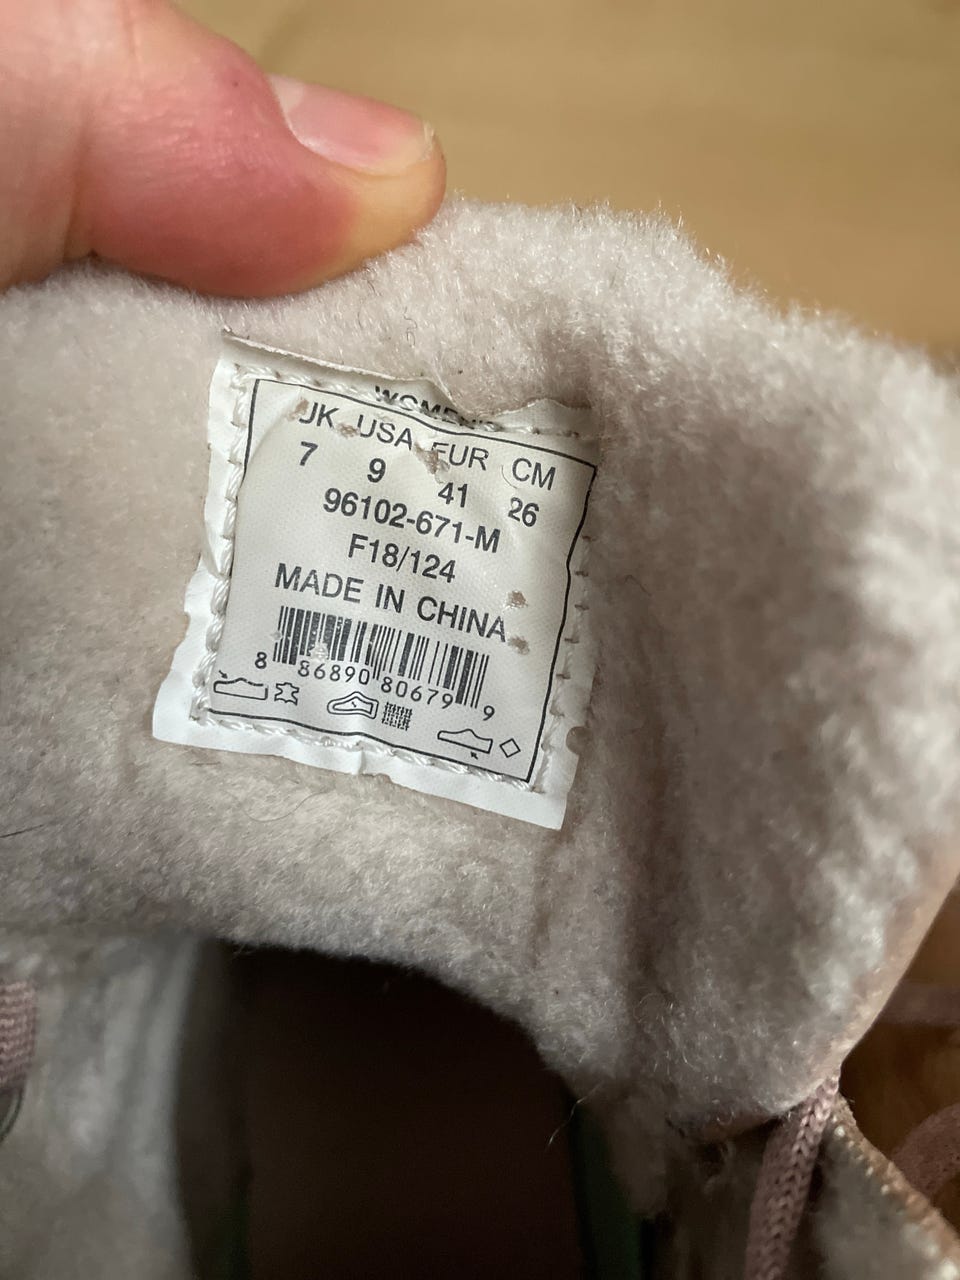 WOMEN'S
UK USA EUR CM
7 9 41 26
96102-671-M
F18/124
MADE IN CHINA
8 86890 80679 9